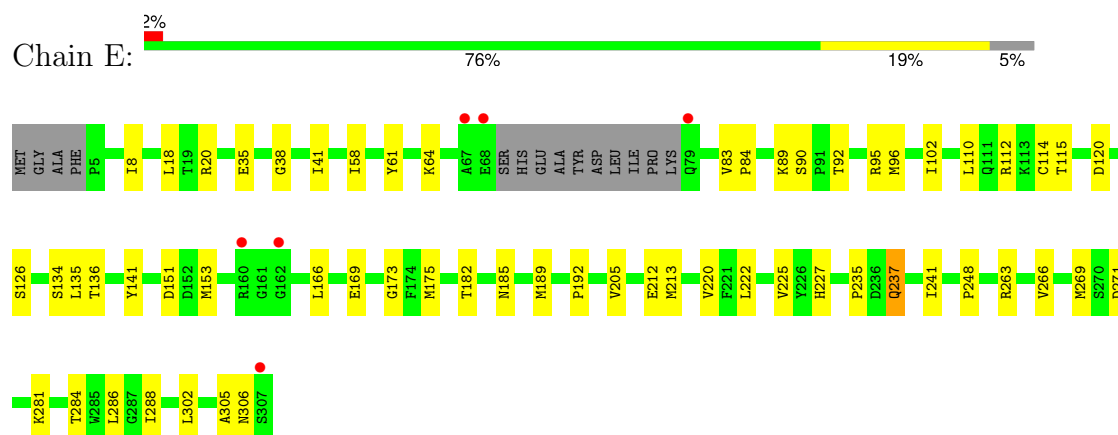 2%
Chain E:
76% 19% 5%
MET GLY ALA PHE P5 I8 L18 T19 R20 E35 G38 I41 I58 Y61 K64 A67 E68 SER HIS GLU ALA TYR ASP LEU ILE PRO LYS Q79 V83 P84 K89 S90 P91 T92 R95 M96 I102 L110 Q111 R112 K113 C114 T115 D120
S126 S134 L135 T136 Y141 D151 D152 M153 R160 G161 G162 L166 E169 G173 F174 M175 T182 N185 M189 P192 V205 E212 M213 V220 F221 L222 V225 Y226 H227 P235 D236 Q237 I241 P248 R263 V266 M269 S270
K281 T284 W285 L286 G287 I288 L302 A305 N306 S307